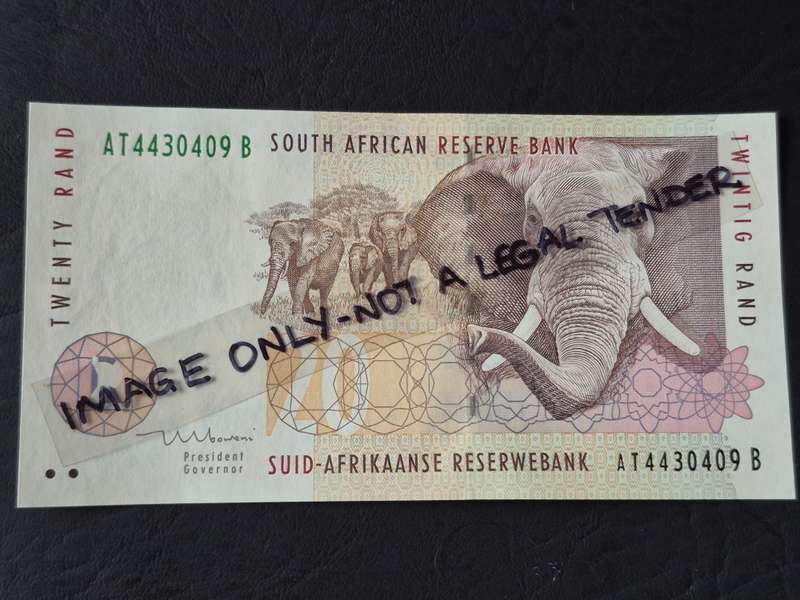 TWENTY RAND
AT4430409 B
SOUTH AFRICAN RESERVE BANK
TWINTIG RAND
IMAGE ONLY-NOT A LEGAL TENDER
20
President
Governor
SUID-AFRIKAANSE RESERWEBANK
AT4430409 B